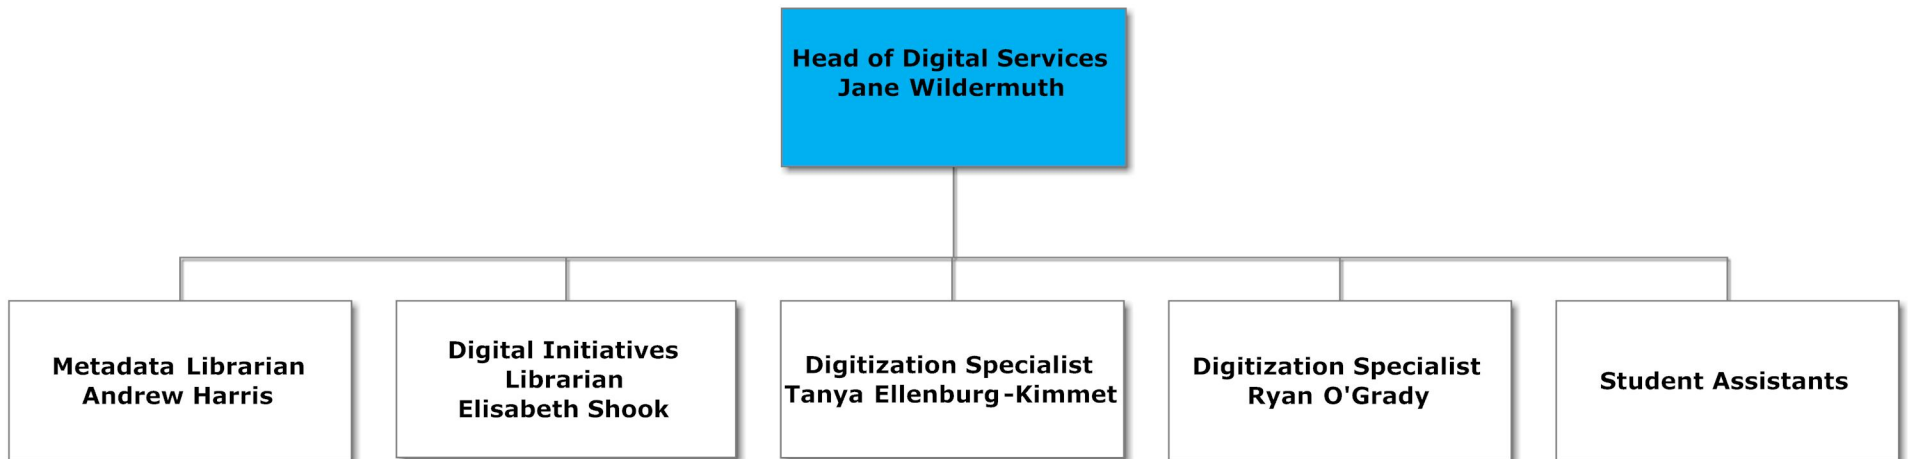 Head of Digital Services
Jane Wildermuth
Metadata Librarian
Andrew Harris
Digital Initiatives
Librarian
Elisabeth Shook
Digitization Specialist
Tanya Ellenburg-Kimmet
Digitization Specialist
Ryan O'Grady
Student Assistants